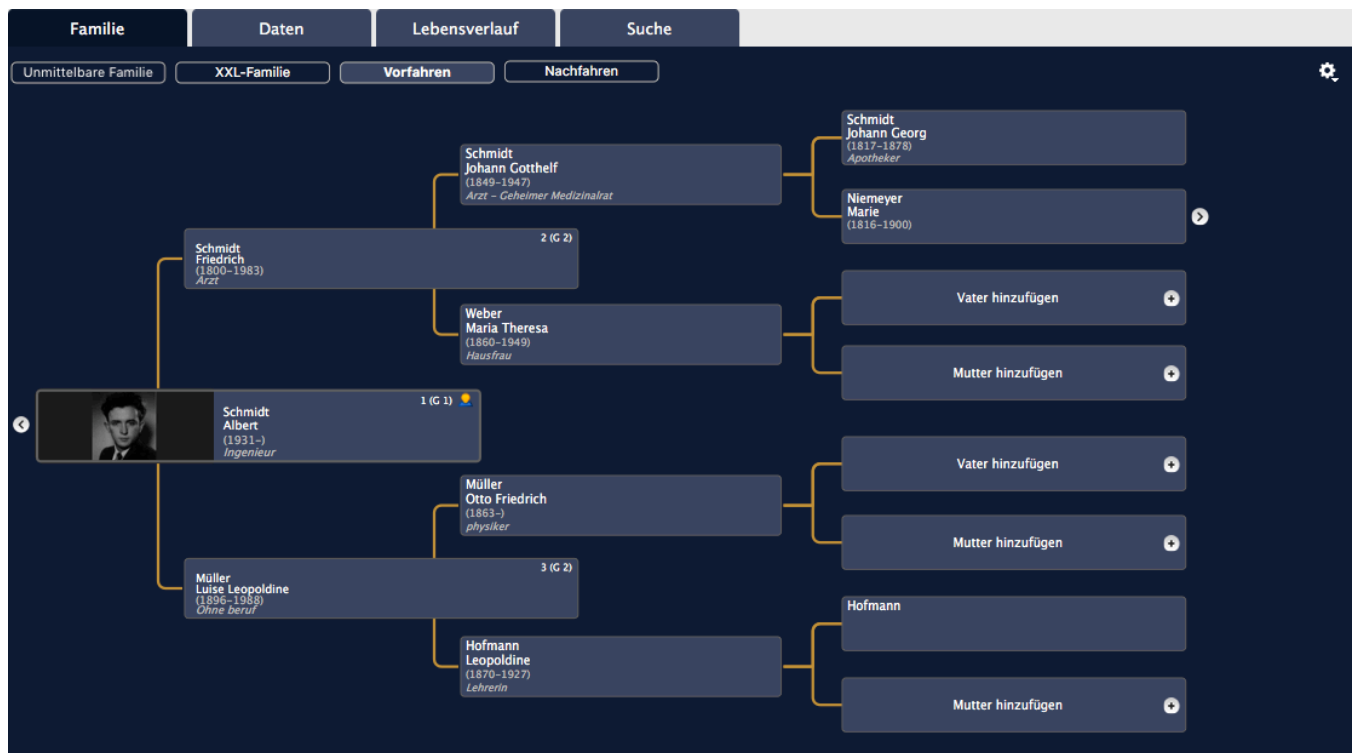 Familie
Daten
Lebensverlauf
Suche
Unmittelbare Familie
XXL-Familie
Vorfahren
Nachfahren
Schmidt
Johann Georg
(1817–1878)
Apotheker
Schmidt
Johann Gotthelf
(1849–1947)
Arzt – Geheimer Medizinalrat
Niemeyer
Marie
(1816–1900)
2 (G 2)
Schmidt
Friedrich
(1800–1983)
Arzt
Vater hinzufügen
Weber
Maria Theresa
(1860–1949)
Hausfrau
Mutter hinzufügen
1 (G 1)
Schmidt
Albert
(1931–)
Ingenieur
Vater hinzufügen
Müller
Otto Friedrich
(1863–)
physiker
Mutter hinzufügen
3 (G 2)
Müller
Luise Leopoldine
(1896–1988)
Ohne beruf
Hofmann
Hofmann
Leopoldine
(1870–1927)
Lehrerin
Mutter hinzufügen